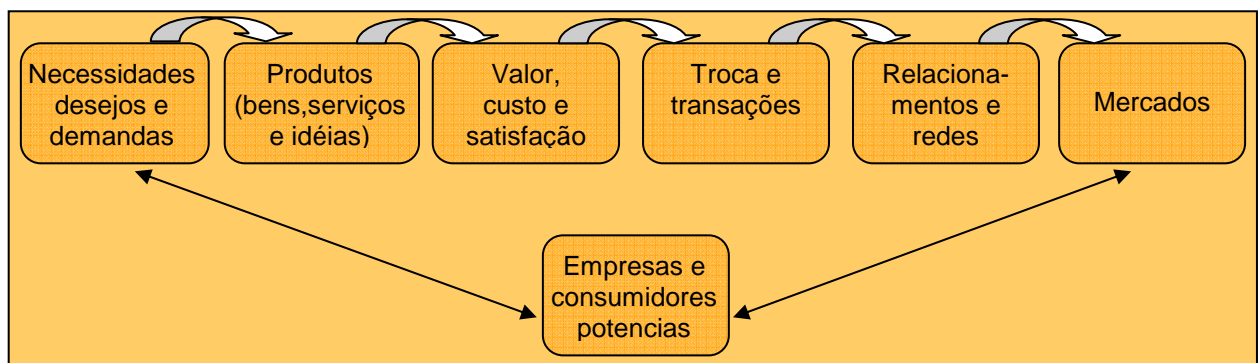 Necessidades
desejos e
demandas
Produtos
(bens,serviços
e idéias)
Valor,
custo e
satisfação
Troca e
transações
Relaciona-
mentos e
redes
Mercados
Empresas e
consumidores
potencias